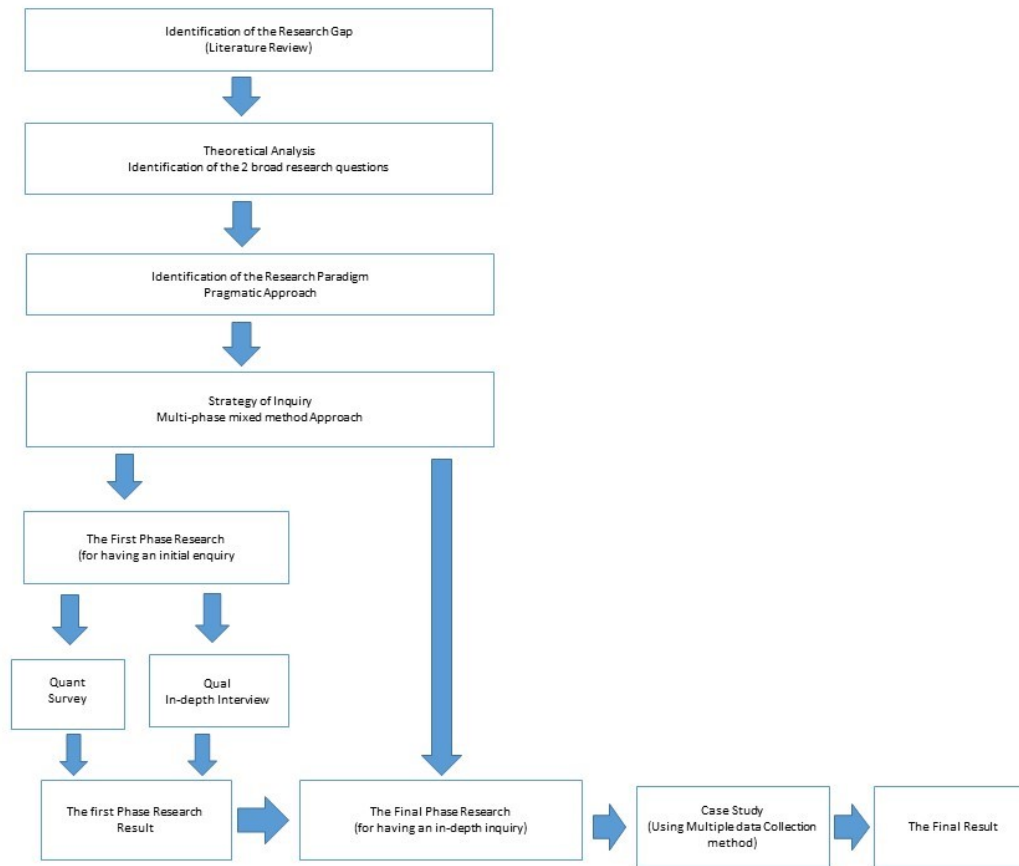 Identification of the Research Gap
(Literature Review)
Theoretical Analysis
Identification of the 2 broad research questions
Identification of the Research Paradigm
Pragmatic Approach
Strategy of Inquiry
Multi-phase mixed method Approach
The First Phase Research
(for having an initial enquiry
Quant
Survey
Qual
In-depth Interview
The first Phase Research
Result
The Final Phase Research
(for having an in-depth inquiry)
Case Study
(Using Multiple data Collection
method)
The Final Result